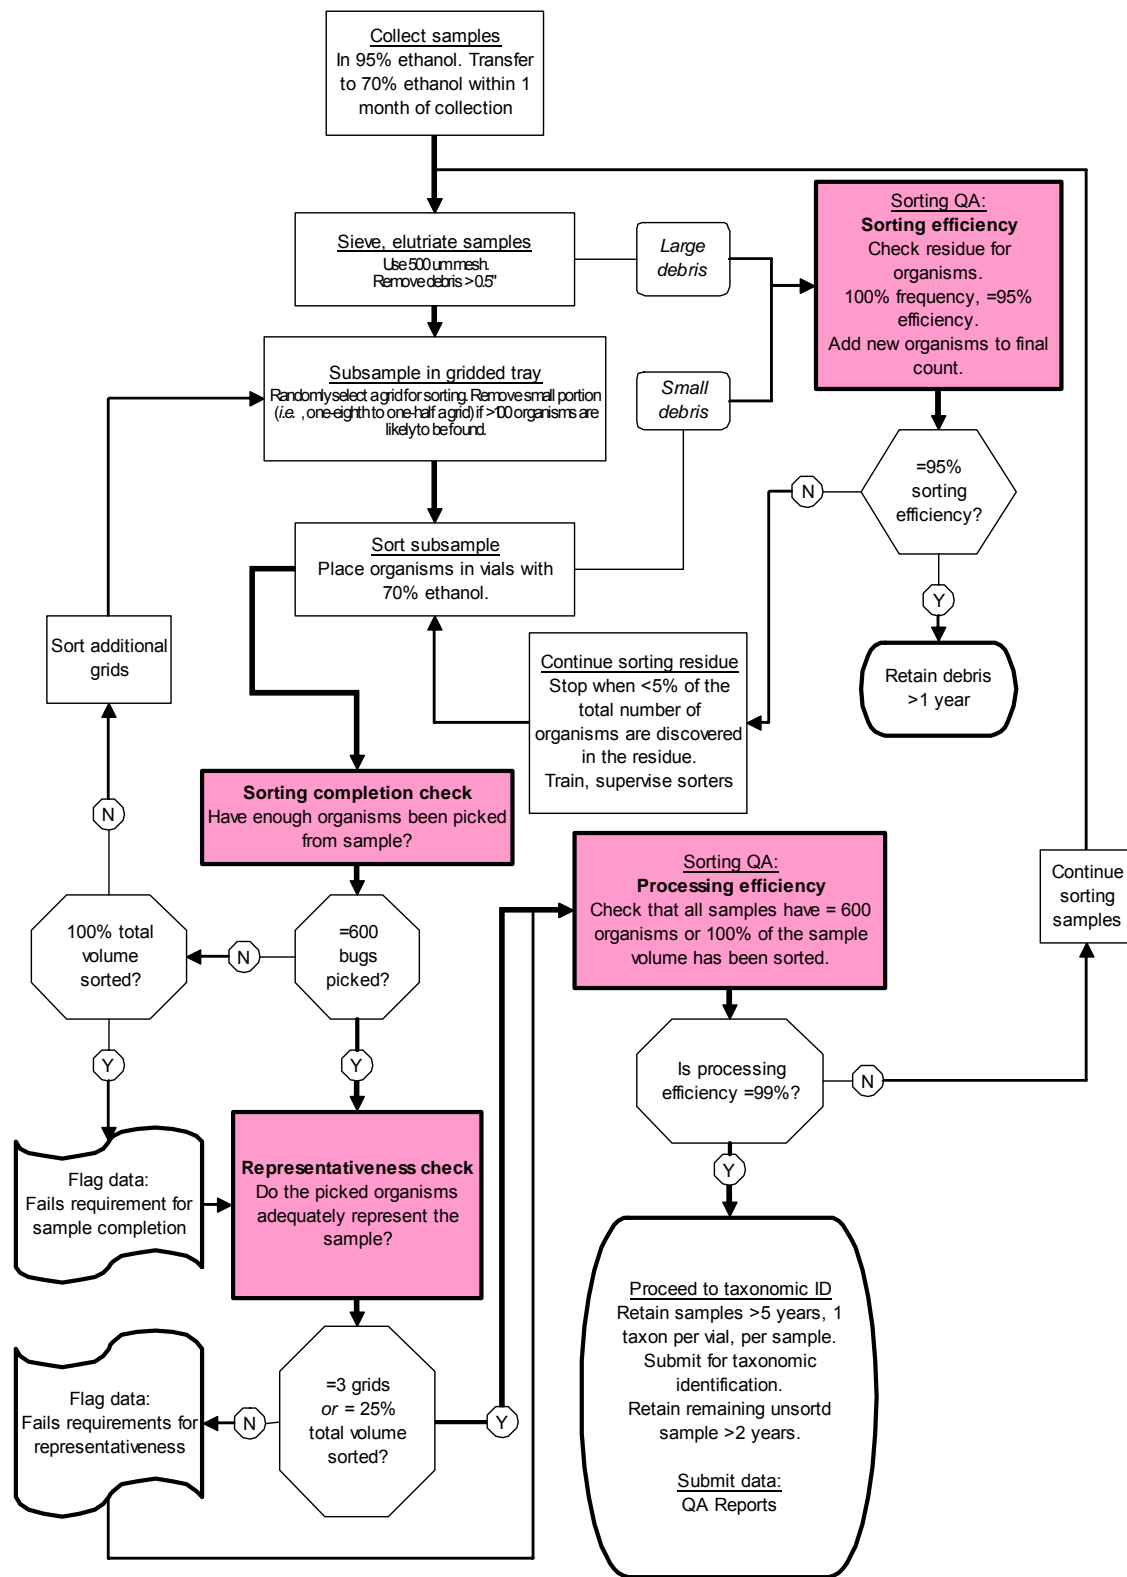 Collect samples
In 95% ethanol. Transfer
to 70% ethanol within 1
month of collection
Sieve, elutriate samples
Use 500 um mesh.
Remove debris > 0.5"
Large
debris
Sorting QA:
Sorting efficiency
Check residue for
organisms.
100% frequency, =95%
efficiency.
Add new organisms to final
count.
Subsample in gridded tray
Randomly select a grid for sorting. Remove small portion
(i.e. , one-eighth to one-half a grid) if >100 organisms are
likely to be found.
Small
debris
=95%
sorting
efficiency?
N
Y
Retain debris
>1 year
Sort subsample
Place organisms in vials with
70% ethanol.
Continue sorting residue
Stop when <5% of the
total number of
organisms are discovered
in the residue.
Train, supervise sorters
Sort additional
grids
N
Sorting completion check
Have enough organisms been picked
from sample?
100% total
volume
sorted?
N
=600
bugs
picked?
Y
Y
Sorting QA:
Processing efficiency
Check that all samples have = 600
organisms or 100% of the sample
volume has been sorted.
Continue
sorting
samples
Is processing
efficiency =99%?
N
Y
Flag data:
Fails requirement for
sample completion
Representativeness check
Do the picked organisms
adequately represent the
sample?
Flag data:
Fails requirements for
representativeness
N
=3 grids
or = 25%
total volume
sorted?
Y
Proceed to taxonomic ID
Retain samples >5 years, 1
taxon per vial, per sample.
Submit for taxonomic
identification.
Retain remaining unsortd
sample >2 years.
Submit data:
QA Reports